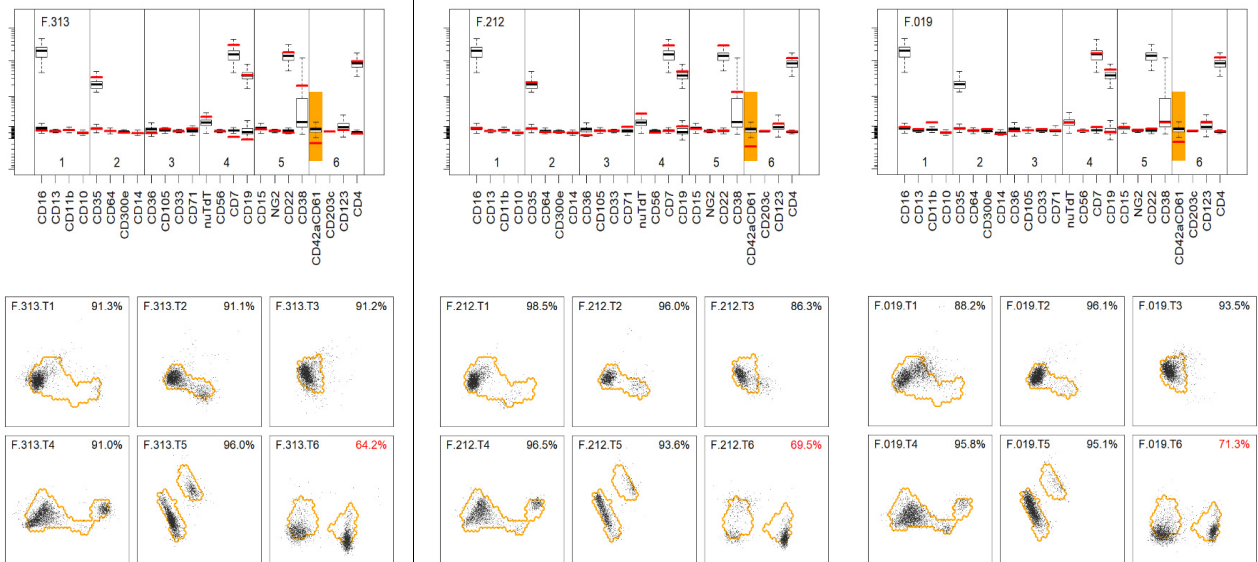 F.313
1 2 3 4 5 6
CD16
CD13
CD11b
CD10
CD35
CD64
CD300e
CD14
CD36
CD105
CD33
CD71
nuTdT
CD56
CD7
CD19
CD15
NG2
CD22
CD38
CD42aCD61
CD203c
CD123
CD4
F.313.T1 91.3%
F.313.T2 91.1%
F.313.T3 91.2%
F.313.T4 91.0%
F.313.T5 96.0%
F.313.T6 64.2%
F.212
1 2 3 4 5 6
CD16
CD13
CD11b
CD10
CD35
CD64
CD300e
CD14
CD36
CD105
CD33
CD71
nuTdT
CD56
CD7
CD19
CD15
NG2
CD22
CD38
CD42aCD61
CD203c
CD123
CD4
F.212.T1 98.5%
F.212.T2 96.0%
F.212.T3 86.3%
F.212.T4 96.5%
F.212.T5 93.6%
F.212.T6 69.5%
F.019
1 2 3 4 5 6
CD16
CD13
CD11b
CD10
CD35
CD64
CD300e
CD14
CD36
CD105
CD33
CD71
nuTdT
CD56
CD7
CD19
CD15
NG2
CD22
CD38
CD42aCD61
CD203c
CD123
CD4
F.019.T1 88.2%
F.019.T2 96.1%
F.019.T3 93.5%
F.019.T4 95.8%
F.019.T5 95.1%
F.019.T6 71.3%